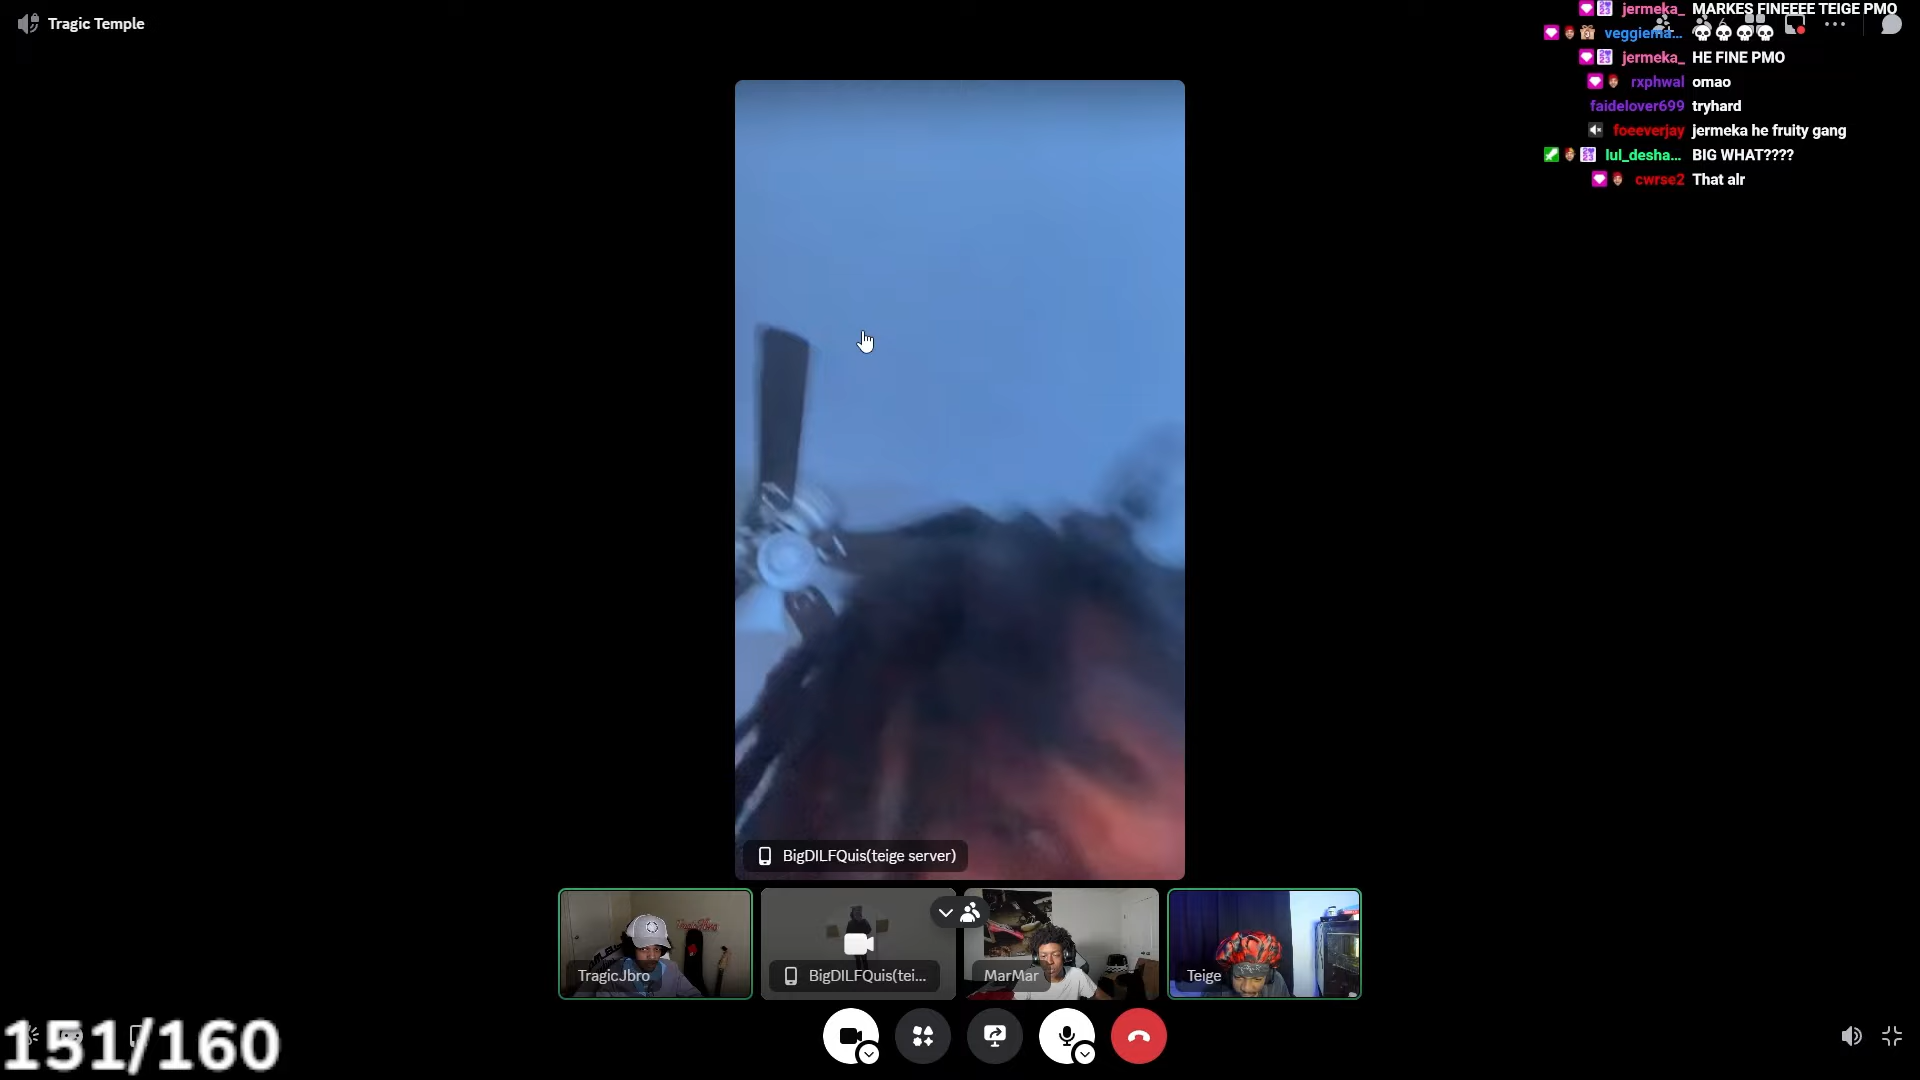 Tragic Temple
jermeka_ MARKES FINEEEE TEIGE PMO
veggiema... 💀💀💀💀
jermeka_ HE FINE PMO
rxphwal omao
faidelover699 tryhard
foeeverjay jermeka he fruity gang
lul_desha... BIG WHAT????
cwrse2 That alr
BigDILFQuis(teige server)
TragicJbro
BigDILFQuis(tei...
MarMar
Teige
151/160